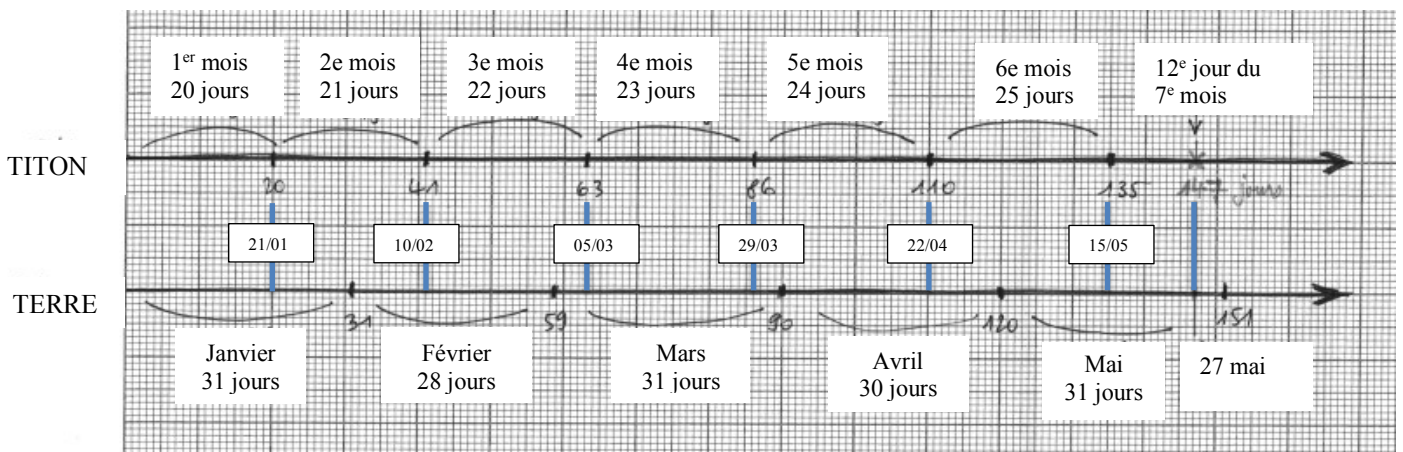 1er mois
20 jours
2e mois
21 jours
3e mois
22 jours
4e mois
23 jours
5e mois
24 jours
6e mois
25 jours
12e jour du
7e mois
TITON
20
41
63
86
110
135
147 jours
21/01
10/02
05/03
29/03
22/04
15/05
TERRE
31
59
90
120
151
Janvier
31 jours
Février
28 jours
Mars
31 jours
Avril
30 jours
Mai
31 jours
27 mai